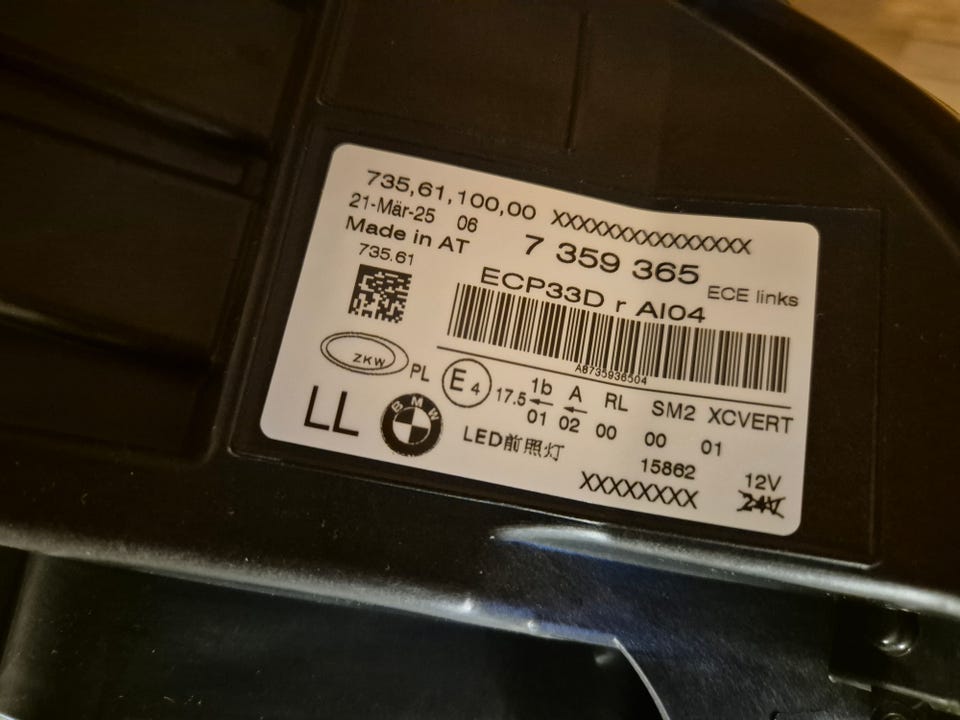 735,61,100,00 XXXXXXXXXXXXXXX
21-Mär-25 06
Made in AT 7 359 365 ECE links
735.61
ECP33D r AI04
A8735936504
ZKW PL E4 17.5 1b A RL SM2 XCVERT
01 02 00 00 01
LL BMW LED前照灯 15862 12V
XXXXXXXX 24V